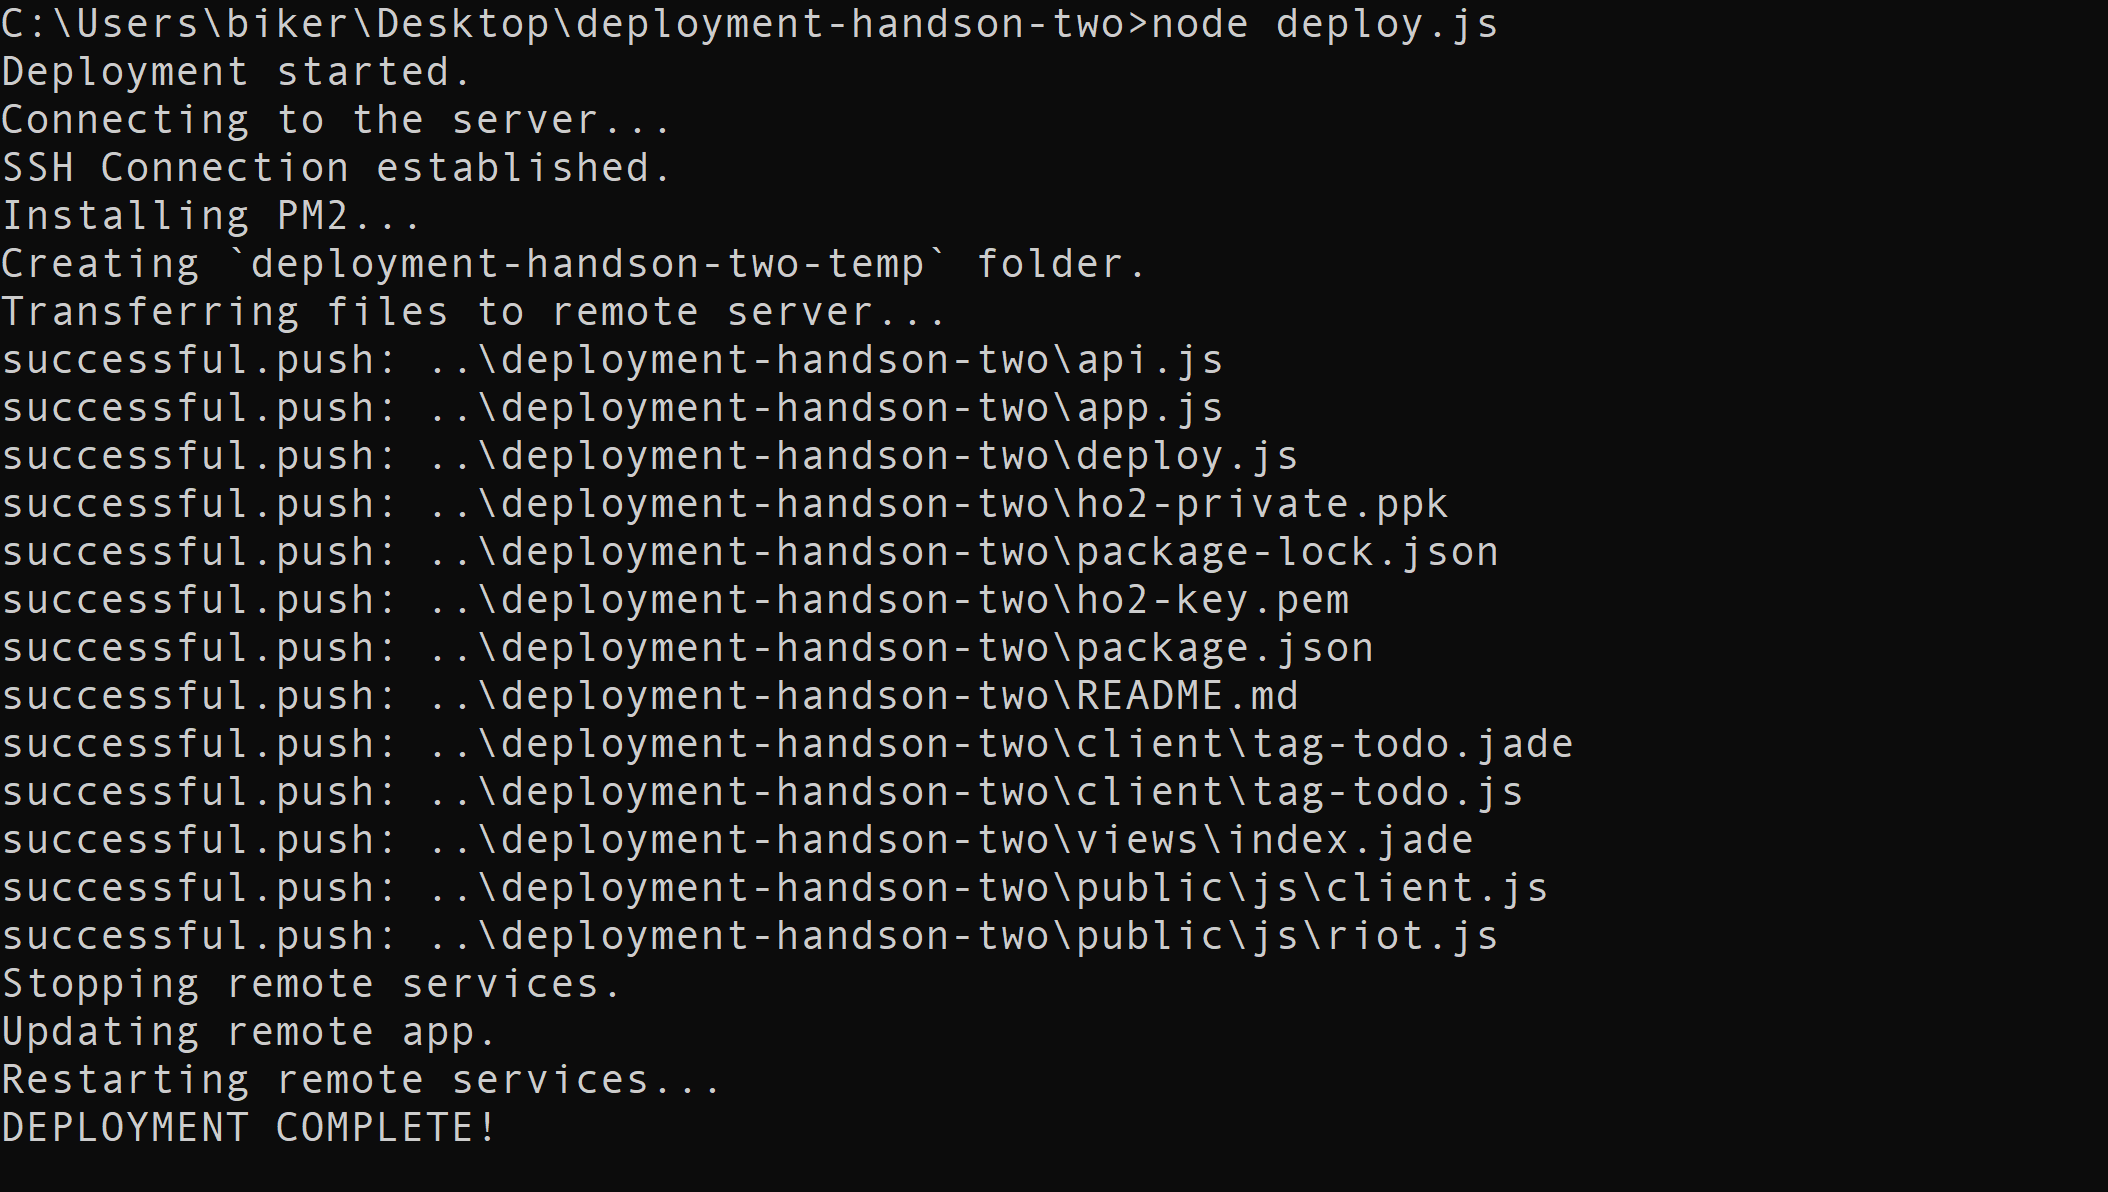 C:\Users\biker\Desktop\deployment-handson-two>node deploy.js
Deployment started.
Connecting to the server...
SSH Connection established.
Installing PM2...
Creating `deployment-handson-two-temp` folder.
Transferring files to remote server...
successful.push: ..\deployment-handson-two\api.js
successful.push: ..\deployment-handson-two\app.js
successful.push: ..\deployment-handson-two\deploy.js
successful.push: ..\deployment-handson-two\ho2-private.ppk
successful.push: ..\deployment-handson-two\package-lock.json
successful.push: ..\deployment-handson-two\ho2-key.pem
successful.push: ..\deployment-handson-two\package.json
successful.push: ..\deployment-handson-two\README.md
successful.push: ..\deployment-handson-two\client\tag-todo.jade
successful.push: ..\deployment-handson-two\client\tag-todo.js
successful.push: ..\deployment-handson-two\views\index.jade
successful.push: ..\deployment-handson-two\public\js\client.js
successful.push: ..\deployment-handson-two\public\js\riot.js
Stopping remote services.
Updating remote app.
Restarting remote services...
DEPLOYMENT COMPLETE!